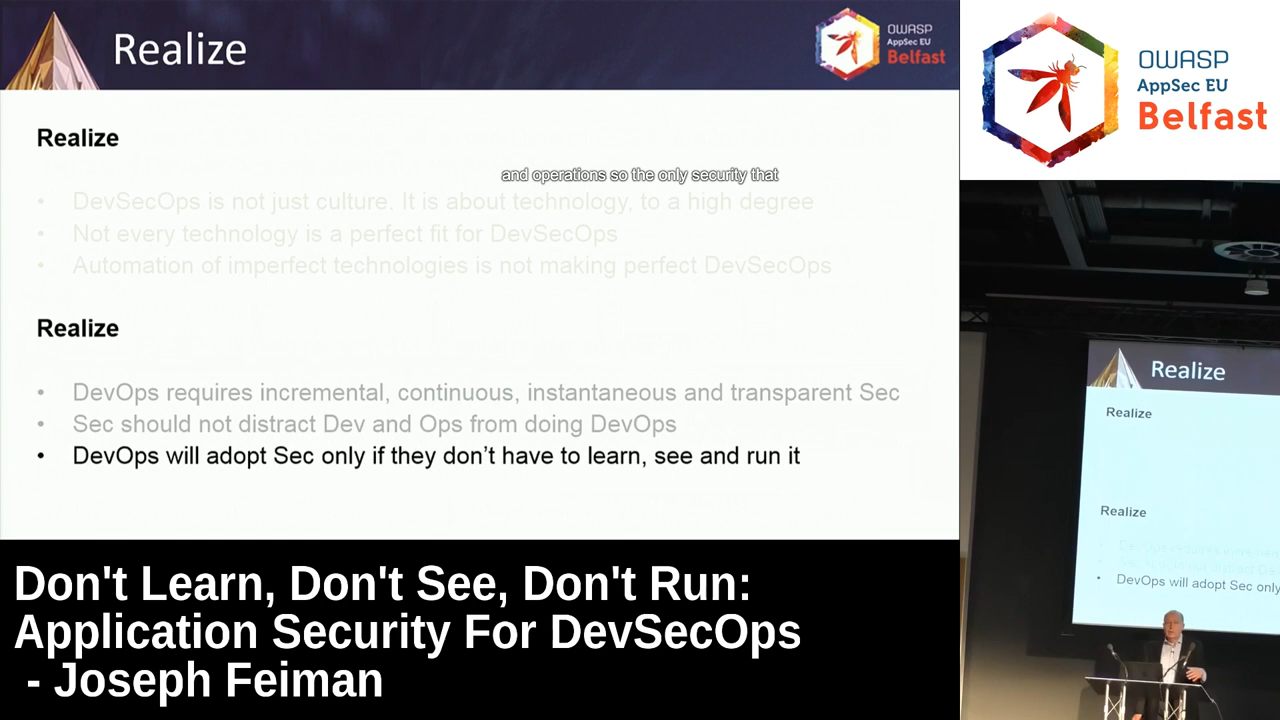 Realize
OWASP
AppSec EU
Belfast
Realize
and operations so the only security that
• DevSecOps is not just culture. It is about technology, to a high degree
• Not every technology is a perfect fit for DevSecOps
• Automation of imperfect technologies is not making perfect DevSecOps
Realize
• DevOps requires incremental, continuous, instantaneous and transparent Sec
• Sec should not distract Dev and Ops from doing DevOps
• DevOps will adopt Sec only if they don’t have to learn, see and run it
Don't Learn, Don't See, Don't Run:
Application Security For DevSecOps
- Joseph Feiman
OWASP
AppSec EU
Belfast
Realize
Realize
Realize
• DevOps will adopt Sec only